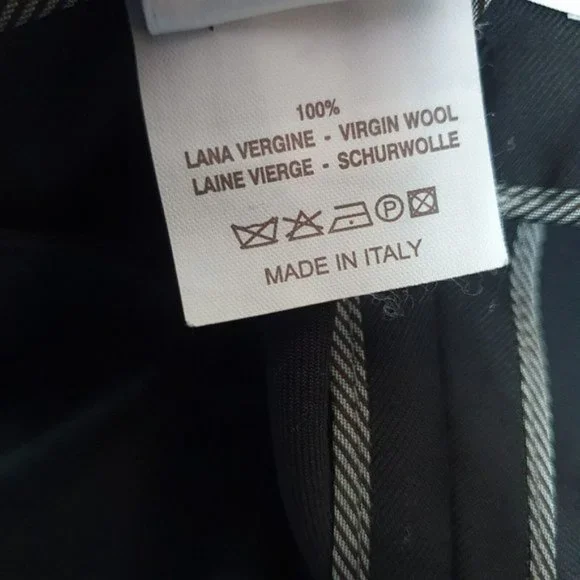 100%
LANA VERGINE - VIRGIN WOOL
LAINE VIERGE - SCHURWOLLE
P
MADE IN ITALY